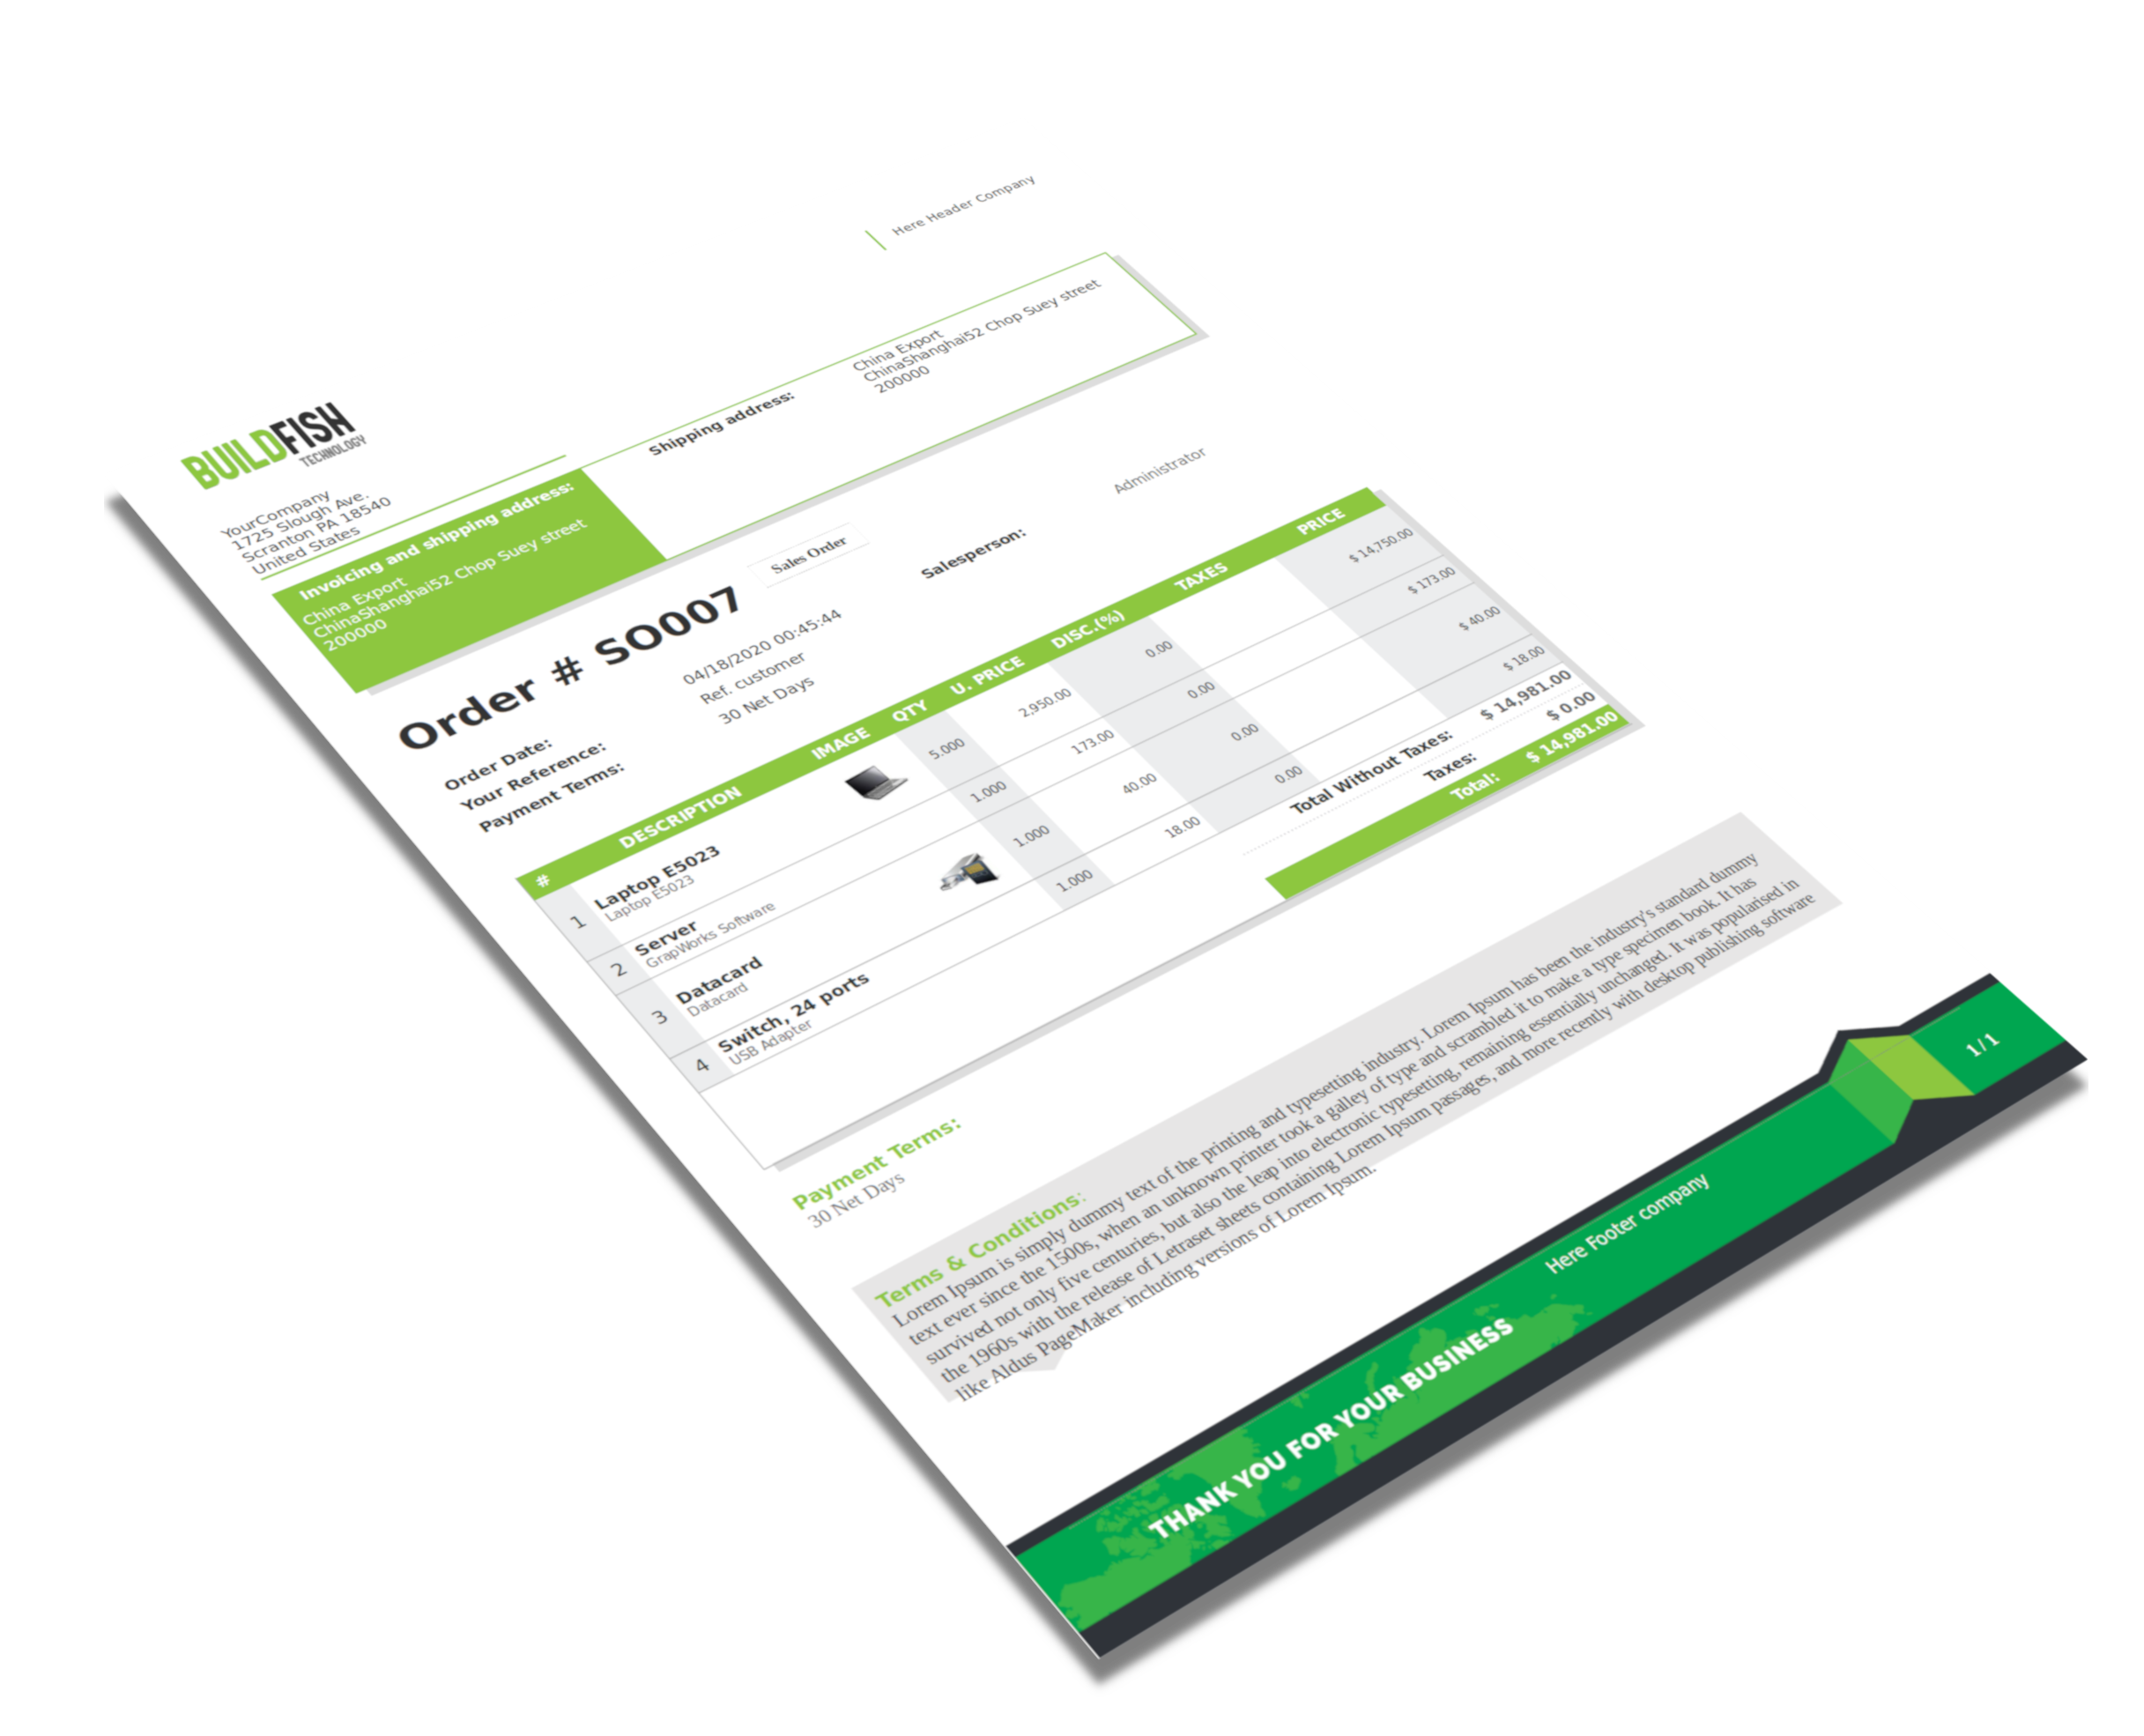 Here Header Company
BUILDFISH
TECHNOLOGY
YourCompany
1725 Slough Ave.
Scranton PA 18540
United States
Invoicing and shipping address:
China Export
ChinaShanghai52 Chop Suey street
200000
Shipping address:
China Export
ChinaShanghai52 Chop Suey street
200000
Order # SO007
Sales Order
Order Date: 04/18/2020 00:45:44
Your Reference: Ref. customer
Payment Terms: 30 Net Days
Salesperson: Administrator
# DESCRIPTION IMAGE QTY U. PRICE DISC.(%) TAXES PRICE
1 Laptop E5023 5.000 2,950.00 0.00 $ 14,750.00
Laptop E5023
2 Server 1.000 173.00 0.00 $ 173.00
GrapWorks Software
3 Datacard 1.000 40.00 0.00 $ 40.00
Datacard
4 Switch, 24 ports 1.000 18.00 0.00 $ 18.00
USB Adapter
Total Without Taxes: $ 14,981.00
Taxes: $ 0.00
Total: $ 14,981.00
Payment Terms:
30 Net Days
Terms & Conditions:
Lorem Ipsum is simply dummy text of the printing and typesetting industry. Lorem Ipsum has been the industry's standard dummy
text ever since the 1500s, when an unknown printer took a galley of type and scrambled it to make a type specimen book. It has
survived not only five centuries, but also the leap into electronic typesetting, remaining essentially unchanged. It was popularised in
the 1960s with the release of Letraset sheets containing Lorem Ipsum passages, and more recently with desktop publishing software
like Aldus PageMaker including versions of Lorem Ipsum.
THANK YOU FOR YOUR BUSINESS
Here Footer company
1 / 1